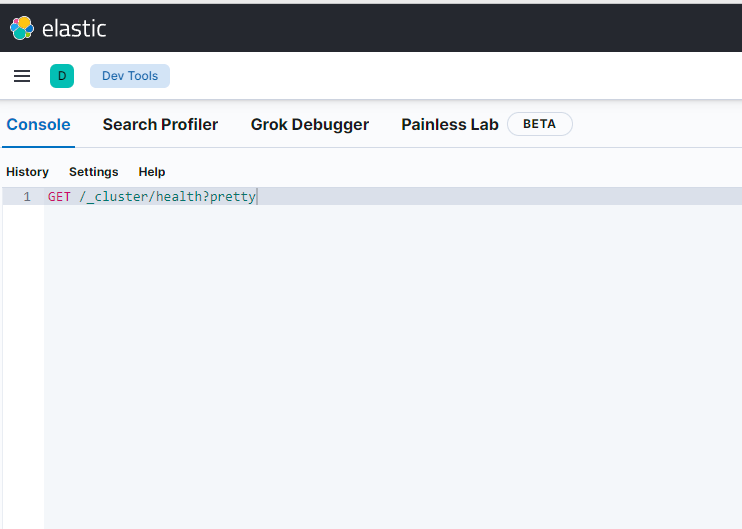 elastic
D Dev Tools
Console Search Profiler Grok Debugger Painless Lab BETA
History Settings Help
1 GET /_cluster/health?pretty